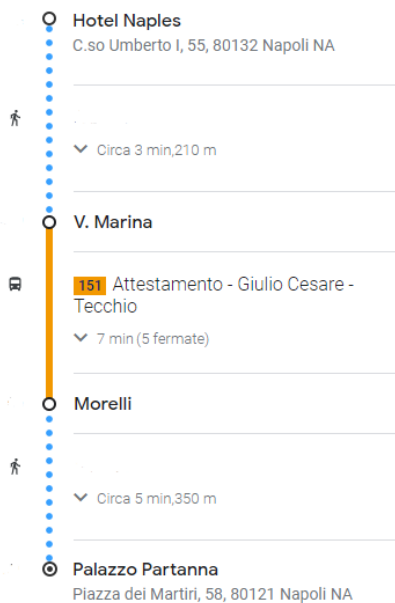 Hotel Naples
C.so Umberto I, 55, 80132 Napoli NA
Circa 3 min,210 m
V. Marina
151 Attestamento - Giulio Cesare -
Tecchio
7 min (5 fermate)
Morelli
Circa 5 min,350 m
Palazzo Partanna
Piazza dei Martiri, 58, 80121 Napoli NA